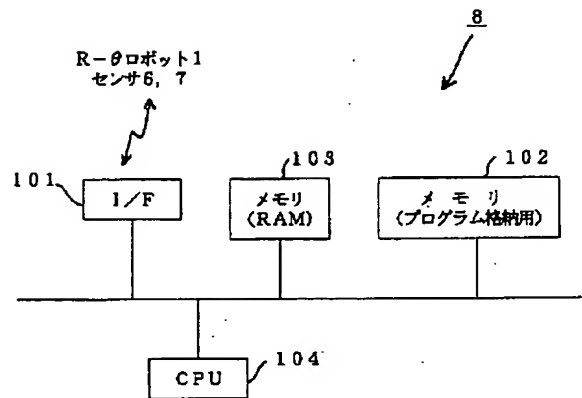 8
R-θロボット1
センサ6, 7
101
I/F
103
メモリ
(RAM)
102
メモリ
(プログラム格納用)
CPU
104